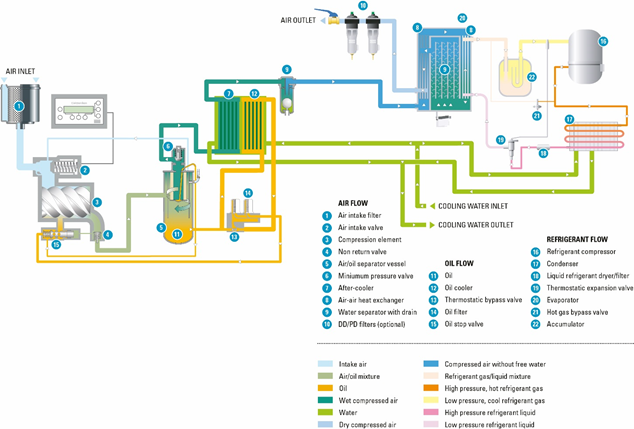 AIR OUTLET
10
8
20
8
16
AIR INLET
9
7
12
9
22
1
21
17
6
19
18
2
3
14
COOLING WATER INLET
AIR FLOW
1 Air intake filter
2 Air intake valve
3 Compression element
4 Non return valve
5 Air/oil separator vessel
6 Miniumum pressure valve
7 After-cooler
8 Air-air heat exchanger
9 Water separator with drain
10 DD/PD filters (optional)
COOLING WATER OUTLET
OIL FLOW
11 Oil
12 Oil cooler
13 Thermostatic bypass valve
14 Oil filter
15 Oil stop valve
REFRIGERANT FLOW
16 Refrigerant compressor
17 Condenser
18 Liquid refrigerant dryer/filter
19 Thermostatic expansion valve
20 Evaporator
21 Hot gas bypass valve
22 Accumulator
5
11
13
4
15
Intake air
Air/oil mixture
Oil
Wet compressed air
Water
Dry compressed air
Compressed air without free water
Refrigerant gas/liquid mixture
High pressure, hot refrigerant gas
Low pressure, cool refrigerant gas
High pressure refrigerant liquid
Low pressure refrigerant liquid